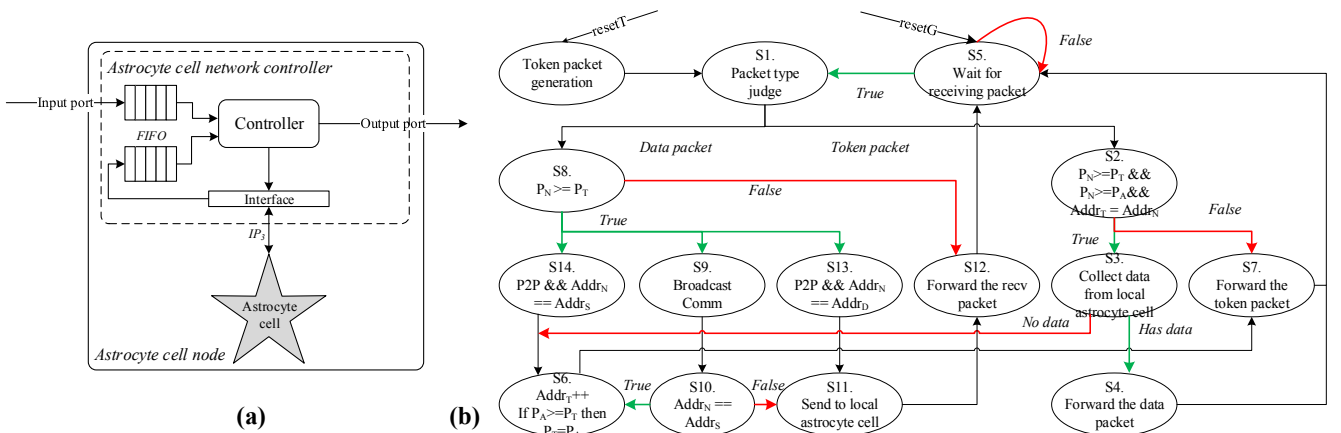 Astrocyte cell network controller
Input port
FIFO
Controller
Output port
Interface
IP3
Astrocyte
cell
Astrocyte cell node
(a)
resetT
resetG
Token packet
generation
S1.
Packet type
judge
S5.
Wait for
receiving packet
False
True
Data packet
Token packet
S8.
PN >= PT
False
True
S2.
PN>=PT &&
PN>=PA&&
AddrT = AddrN
False
True
S14.
P2P && AddrN
== AddrS
S9.
Broadcast
Comm
S13.
P2P && AddrN
== AddrD
S12.
Forward the recv
packet
S3.
Collect data
from local
astrocyte cell
S7.
Forward the
token packet
No data
Has data
S6.
AddrT++
If PA>=PT then
PT=PA
True
S10.
AddrN ==
AddrS
False
S11.
Send to local
astrocyte cell
S4.
Forward the data
packet
(b)